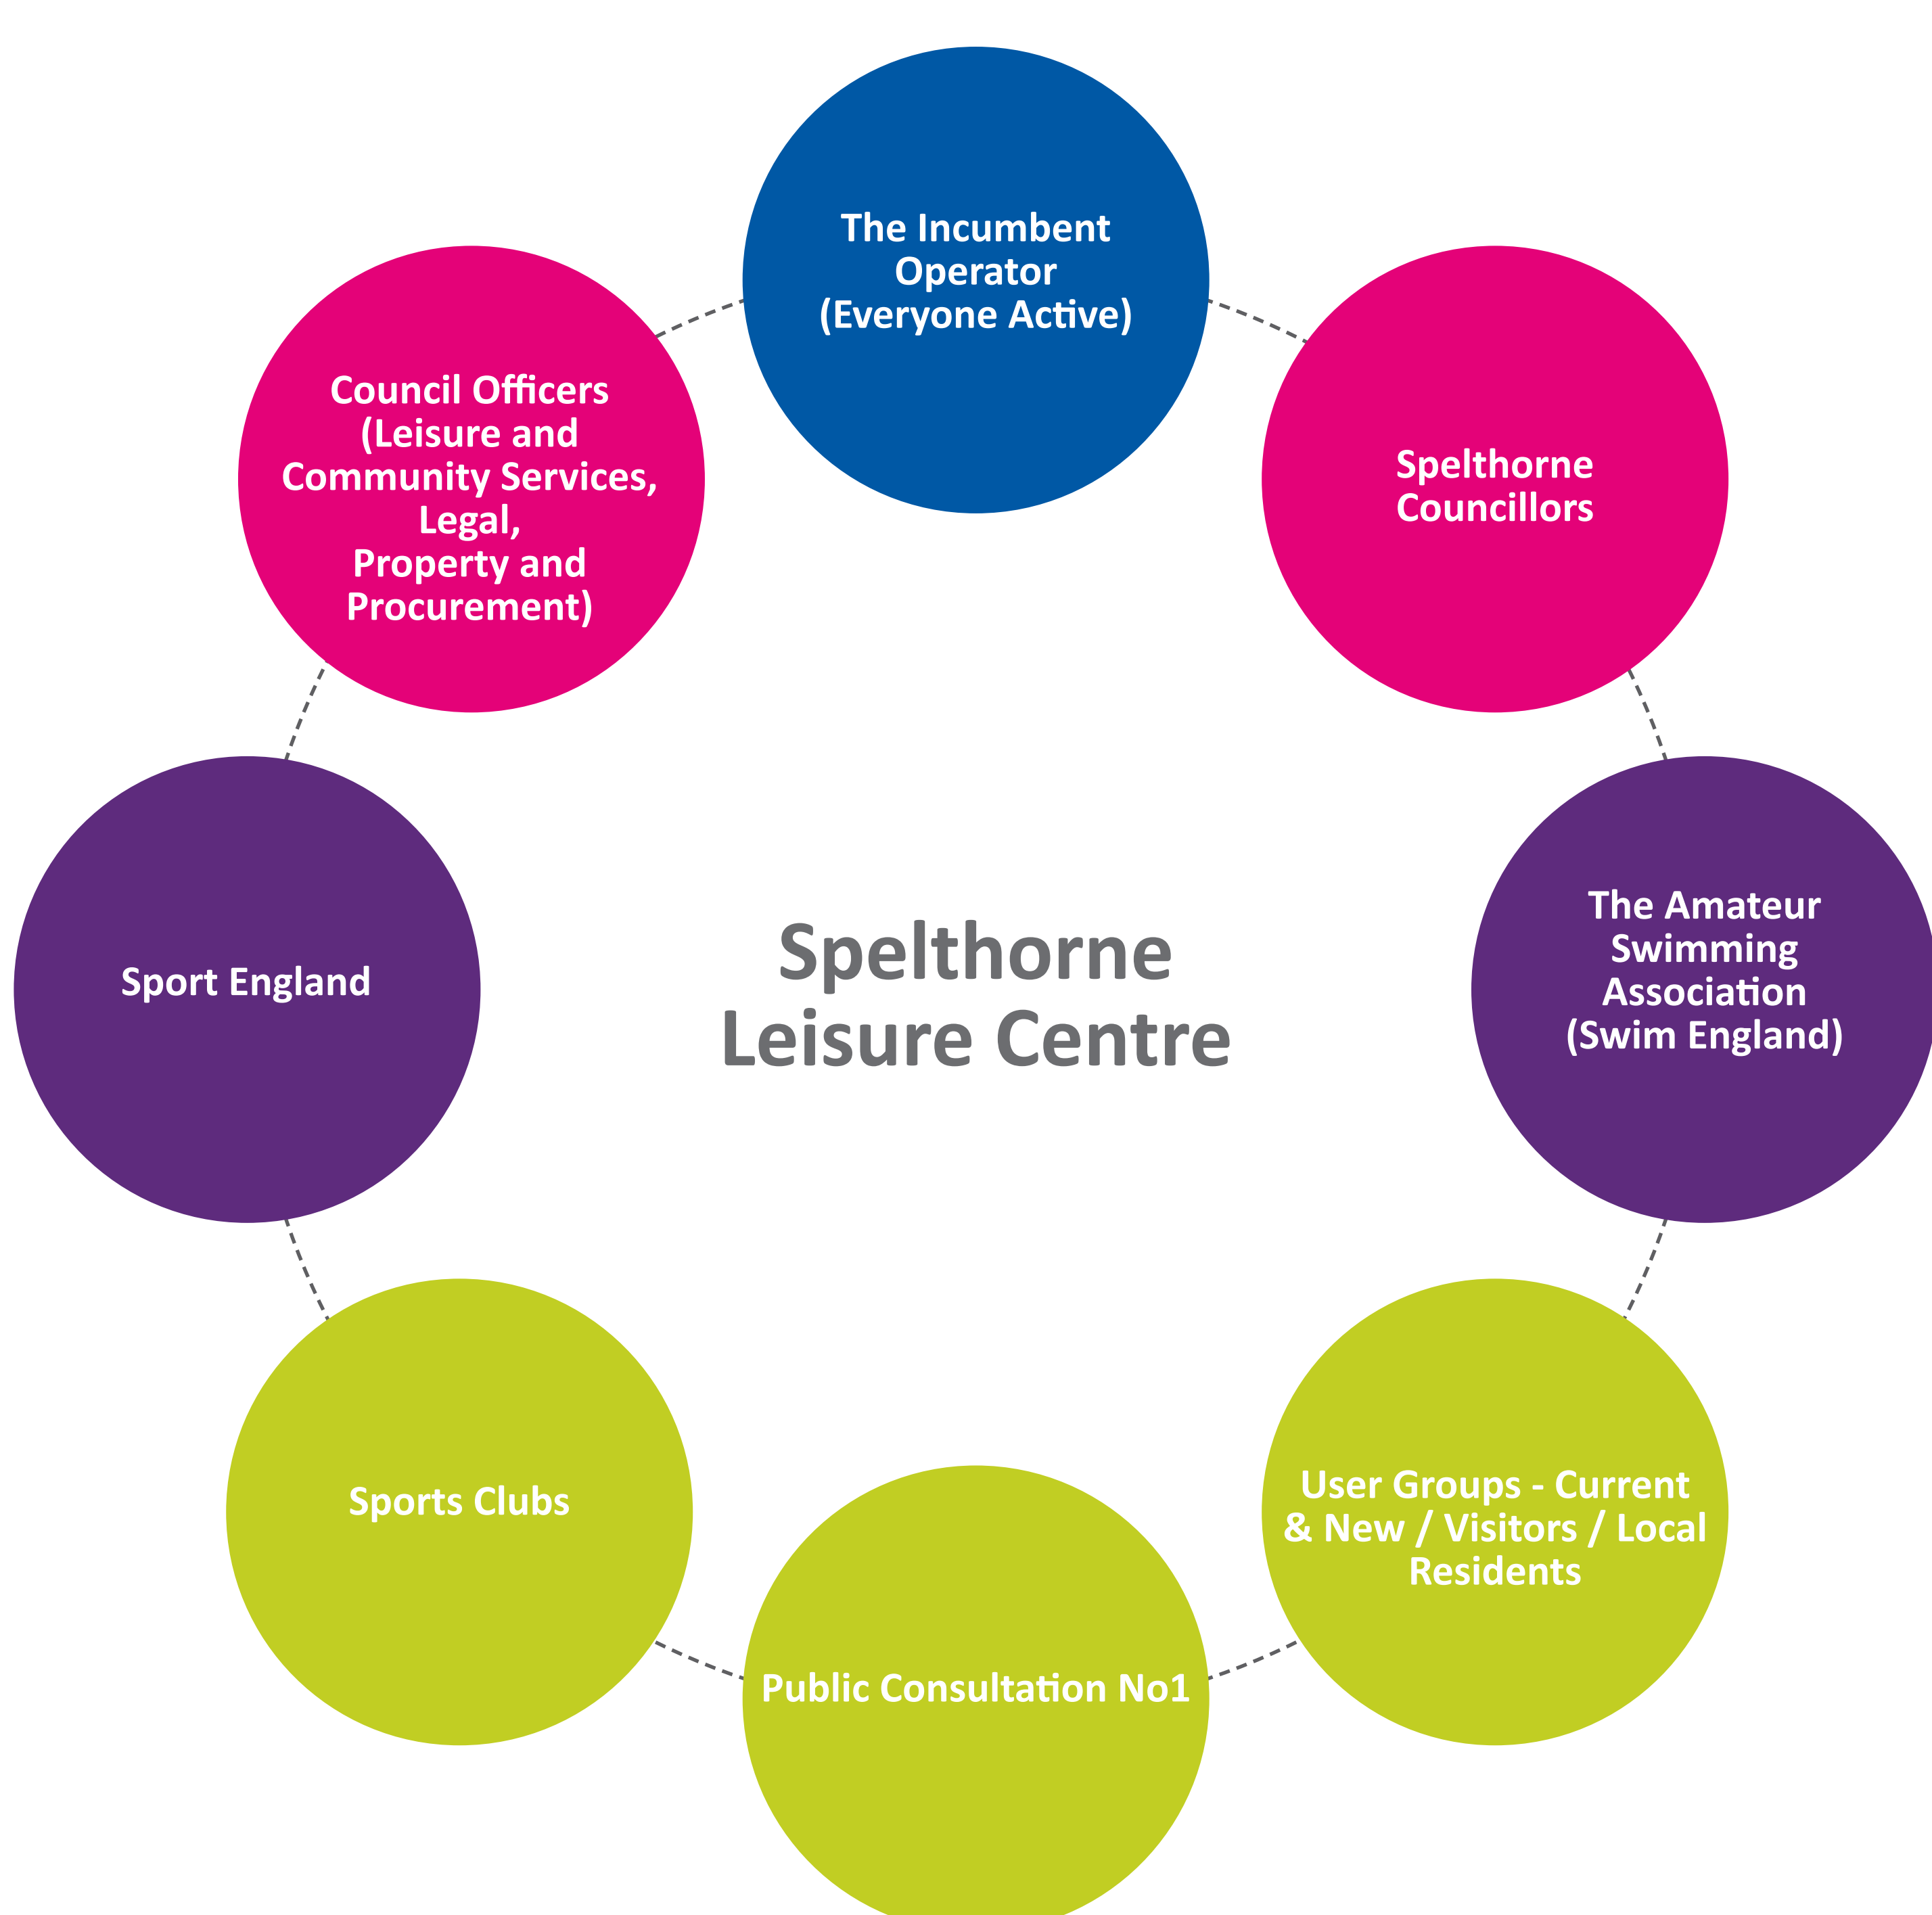 The Incumbent
Operator
(Everyone Active)
Council Officers
(Leisure and
Community Services,
Legal,
Property and
Procurement)
Spelthorne
Councillors
Sport England
Spelthorne
Leisure Centre
The Amateur
Swimming
Association
(Swim England)
Sports Clubs
User Groups - Current
& New / Visitors / Local
Residents
Public Consultation No1